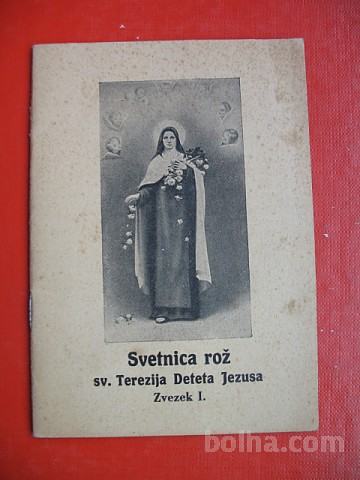 Svetnica rož
sv. Terezija Deteta Jezusa
Zvezek I.
bolha.com